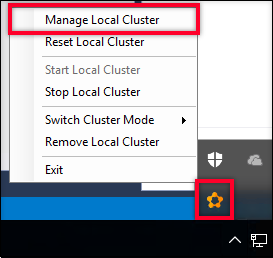 Manage Local Cluster
Reset Local Cluster
Start Local Cluster
Stop Local Cluster
Switch Cluster Mode
Remove Local Cluster
Exit